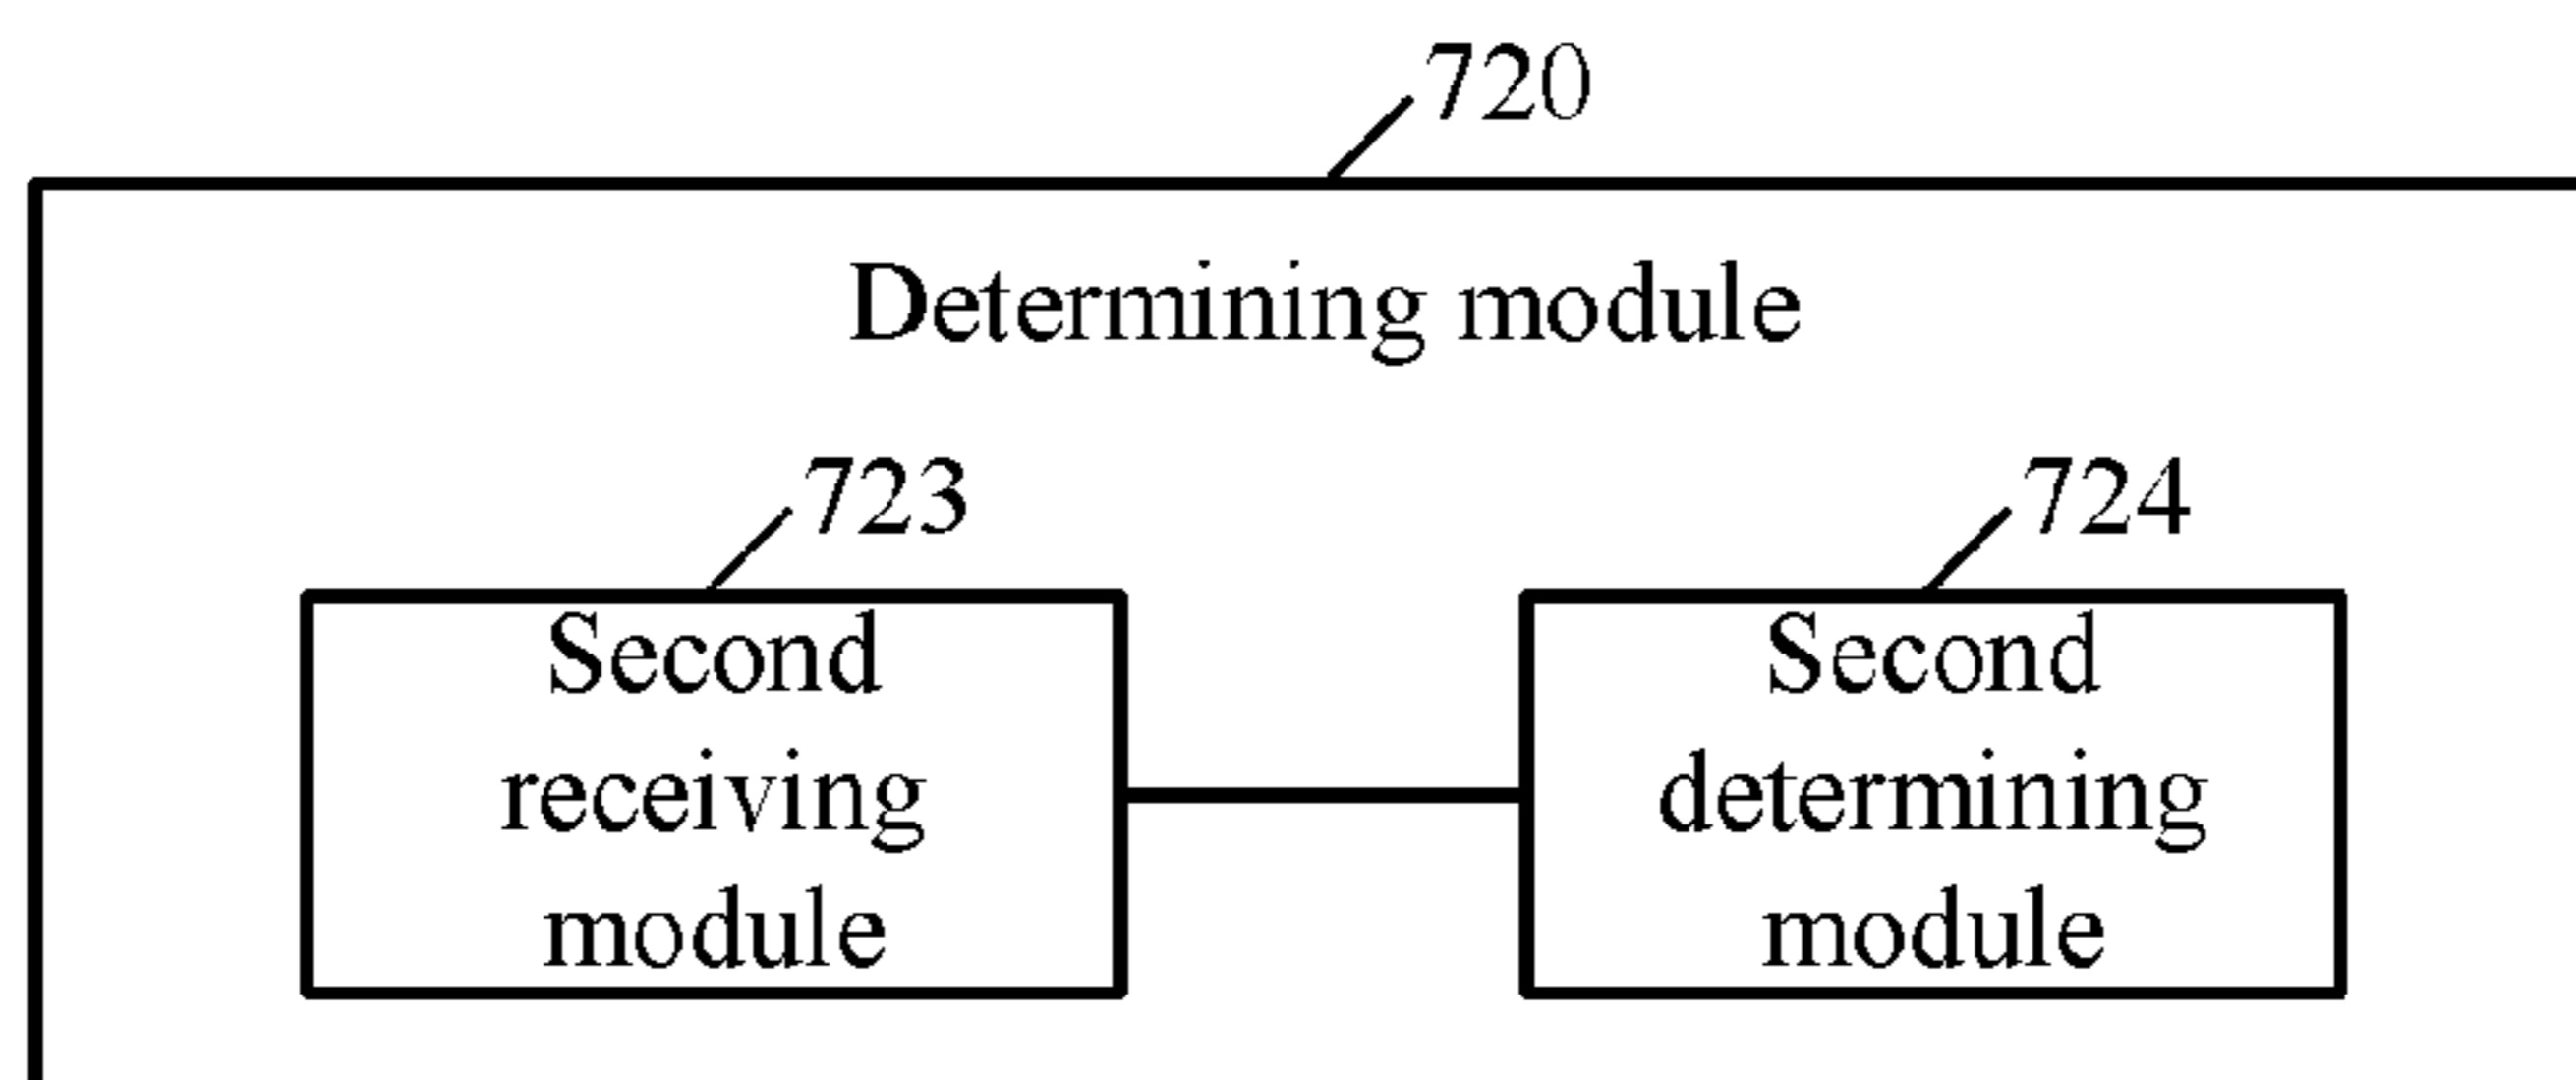 720
Determining module
723
724
Second
receiving
module
Second
determining
module